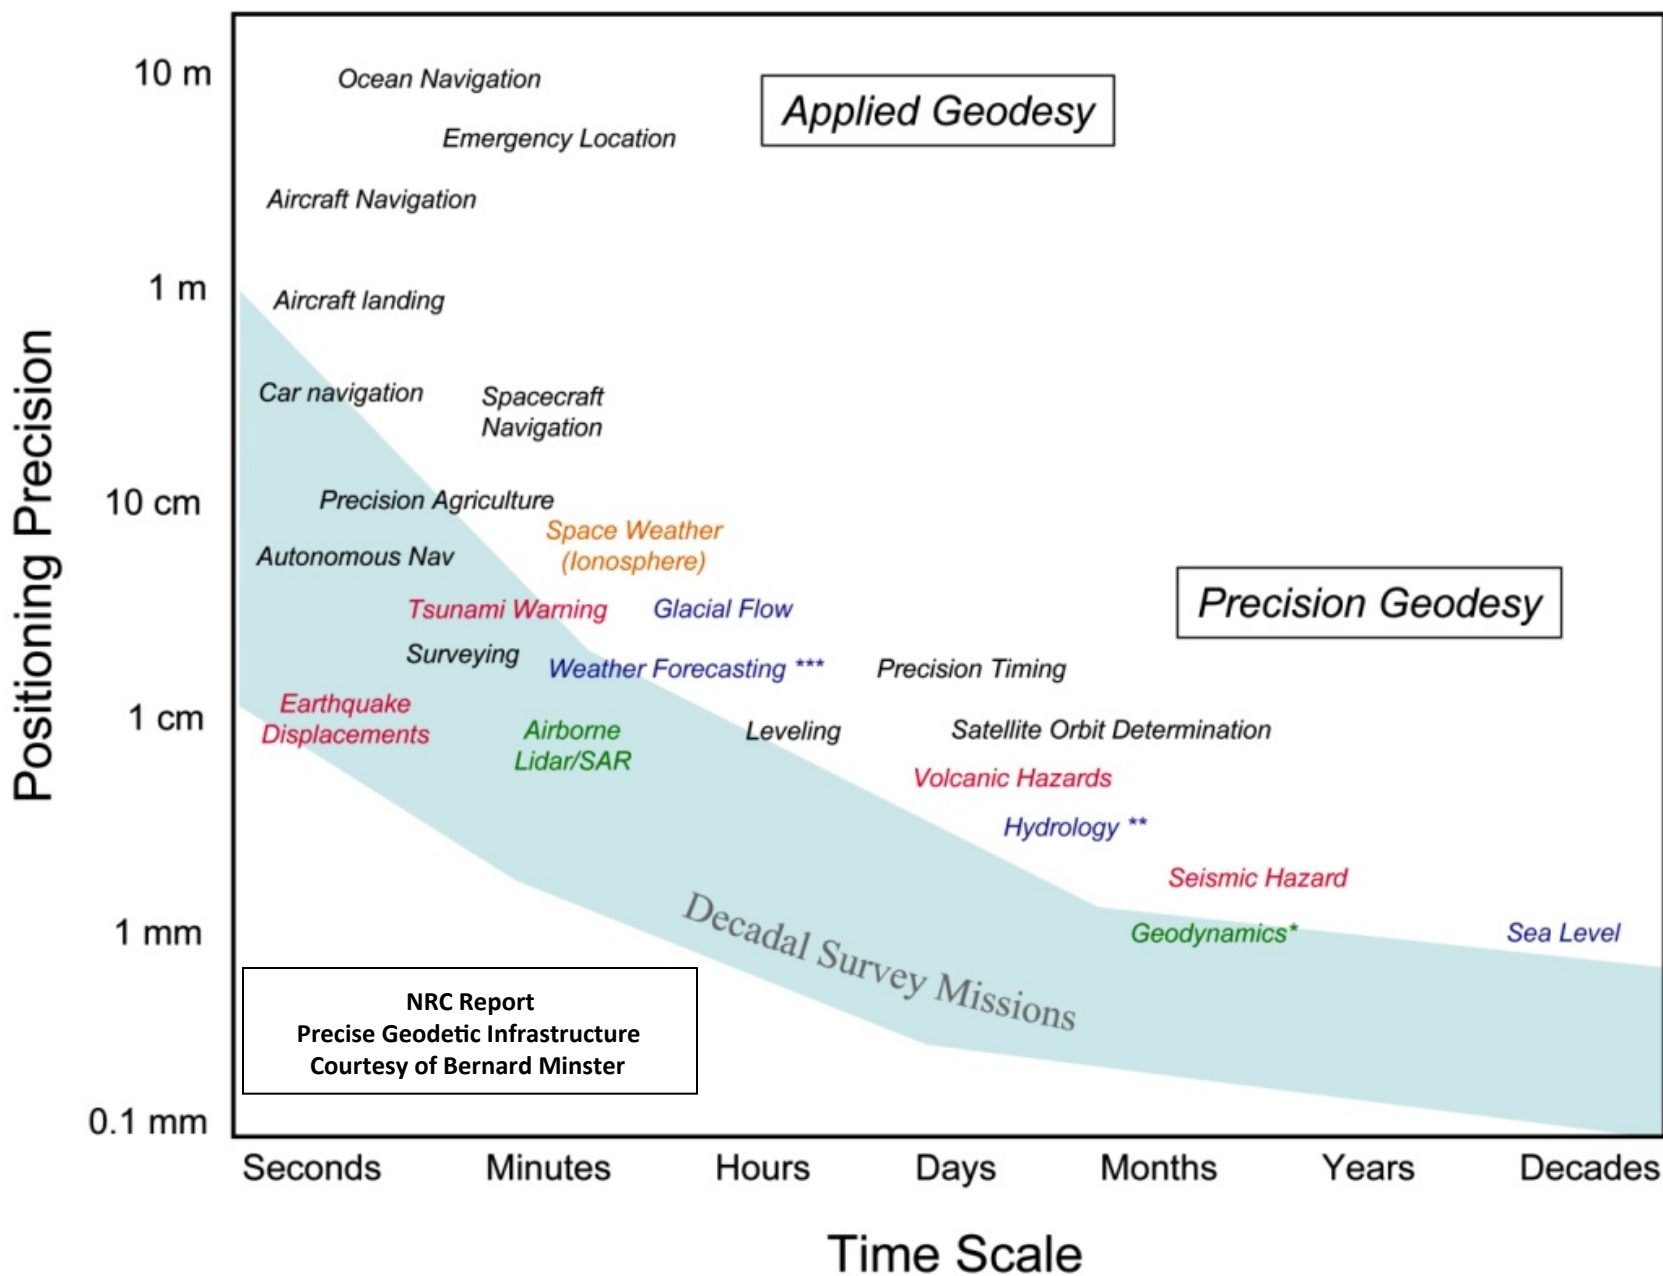 10 m
Ocean Navigation
Applied Geodesy
Emergency Location
Aircraft Navigation
1 m
Aircraft landing
Car navigation
Spacecraft
Navigation
10 cm
Precision Agriculture
Space Weather
(Ionosphere)
Autonomous Nav
Tsunami Warning
Glacial Flow
Precision Geodesy
Surveying
Weather Forecasting ***
Precision Timing
Earthquake
Displacements
1 cm
Airborne
Lidar/SAR
Leveling
Satellite Orbit Determination
Volcanic Hazards
Hydrology **
Seismic Hazard
1 mm
Geodynamics*
Sea Level
Decadal Survey Missions
NRC Report
Precise Geodetic Infrastructure
Courtesy of Bernard Minster
0.1 mm
Positioning Precision
Seconds Minutes Hours Days Months Years Decades
Time Scale